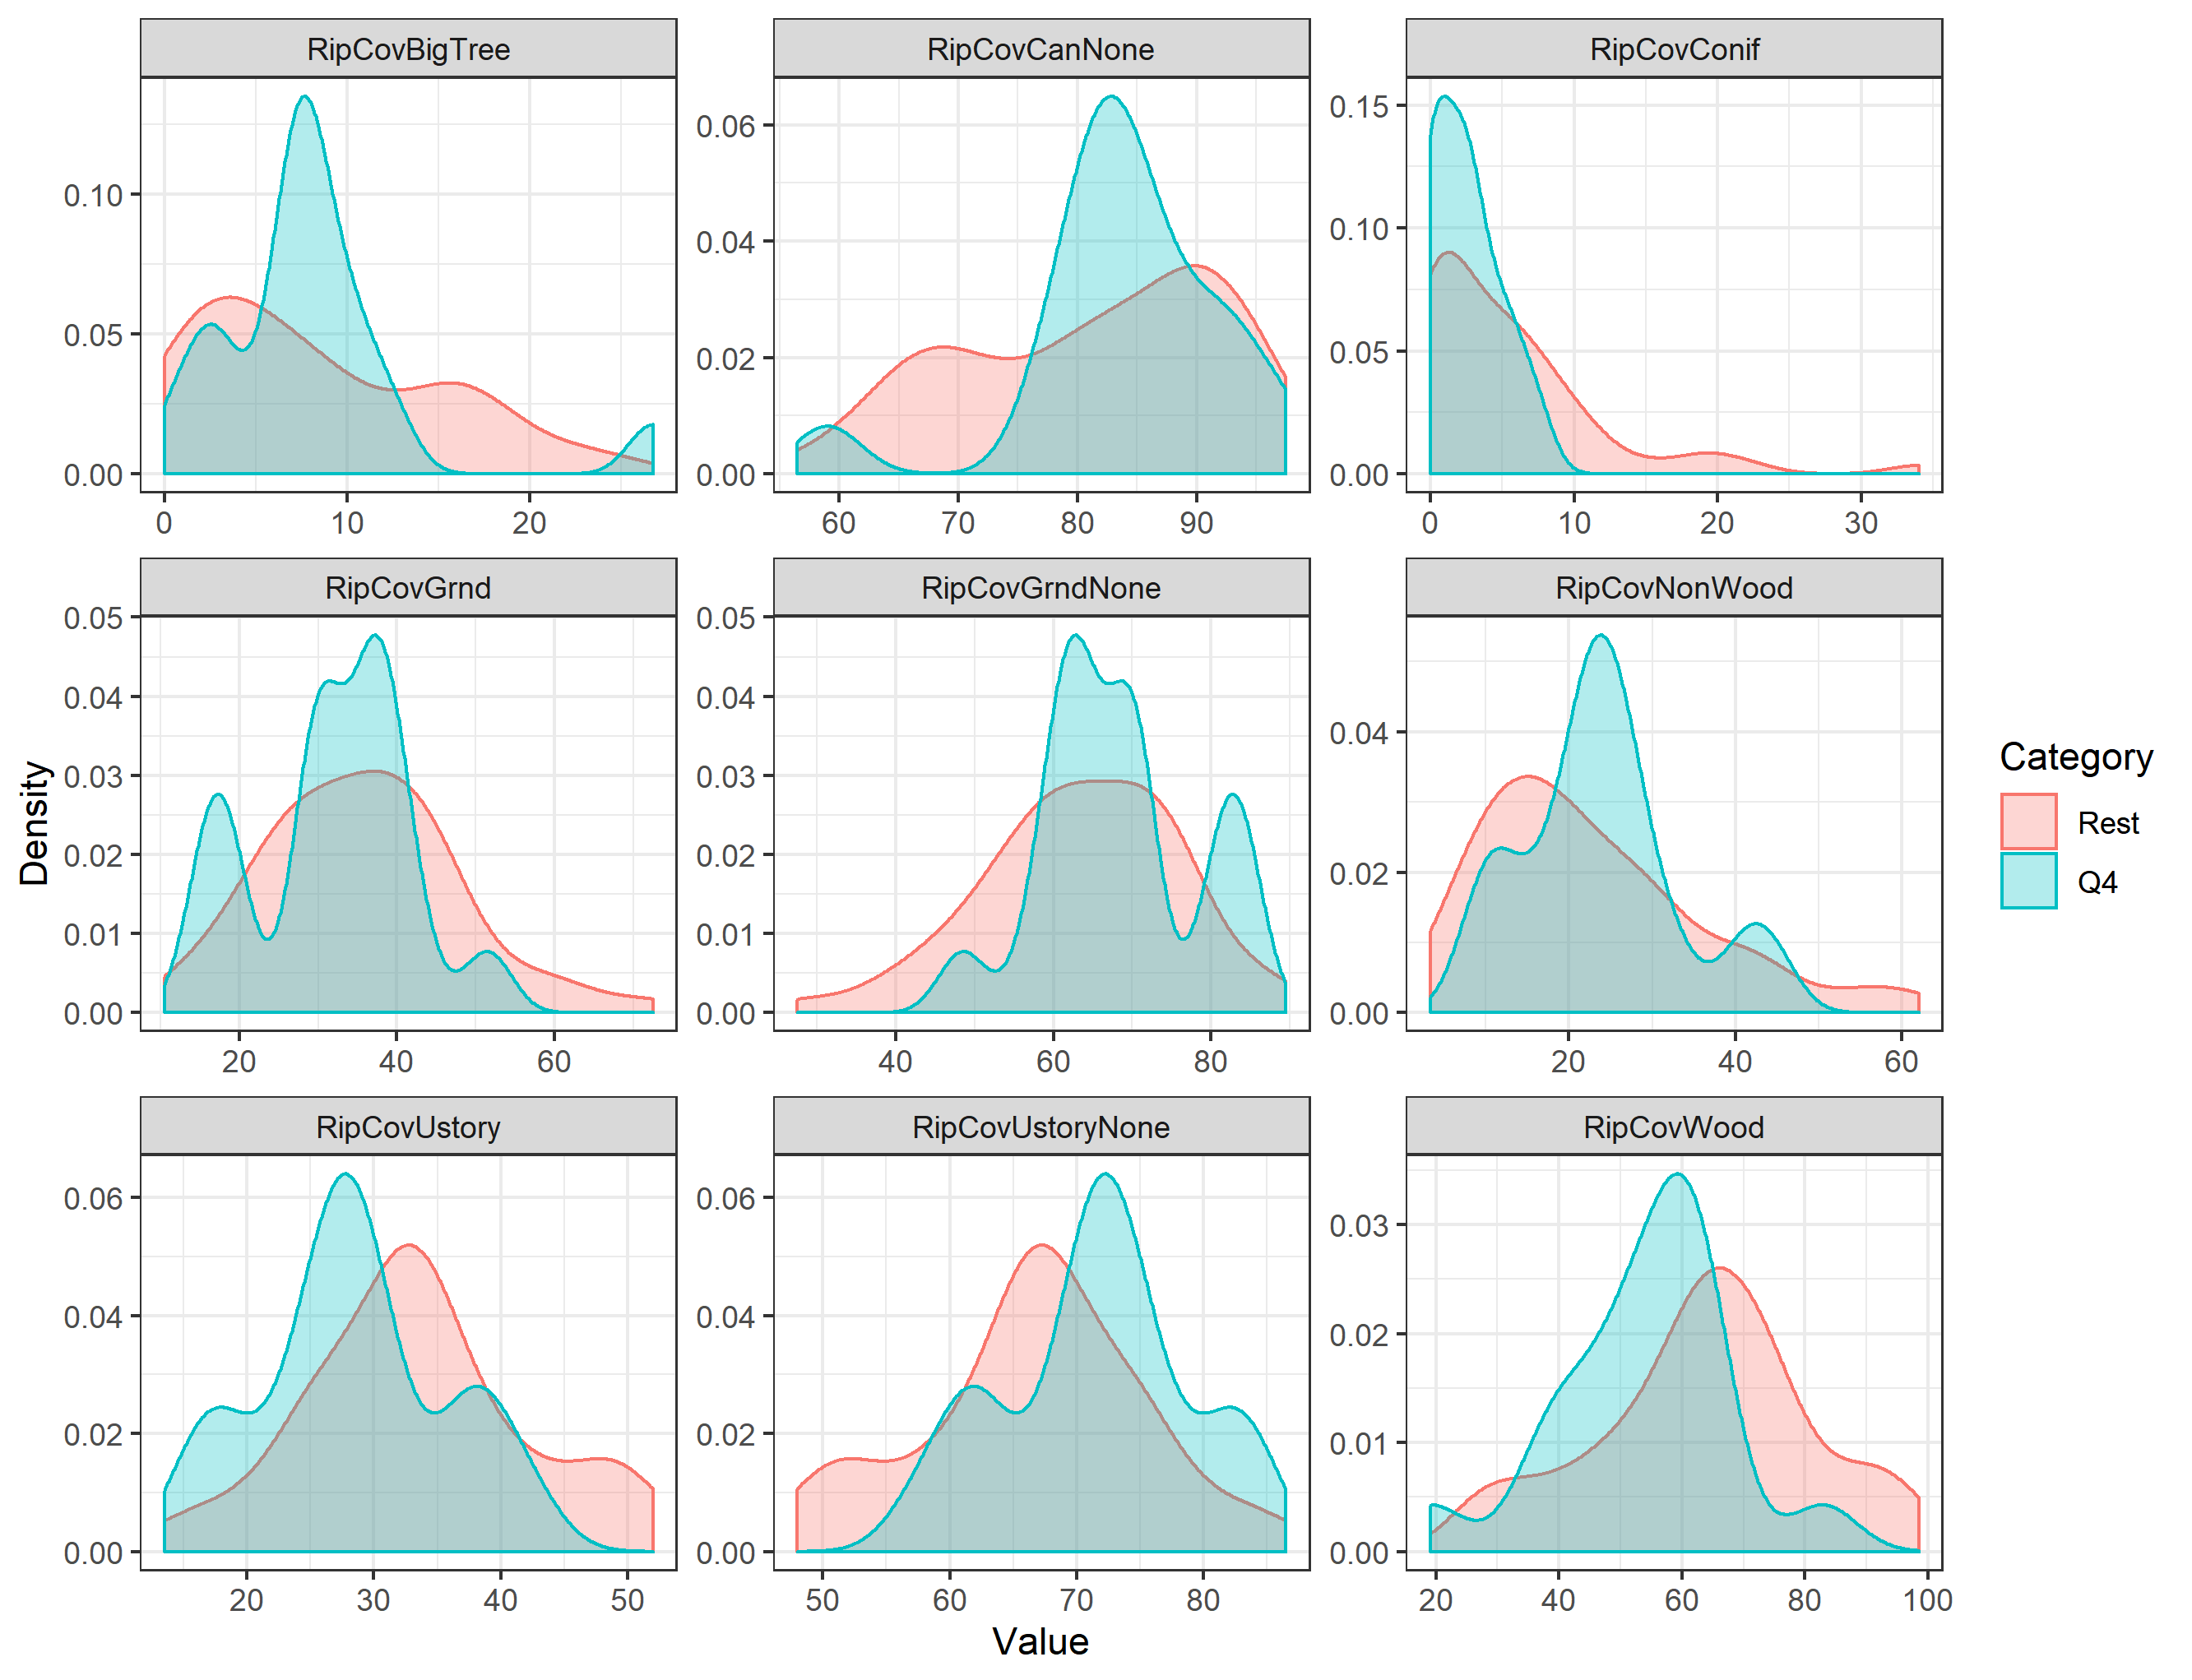 RipCovBigTree RipCovCanNone RipCovConif
0.10
0.05
0.00
0 10 20
0.06
0.04
0.02
0.00
60 70 80 90
0.15
0.10
0.05
0.00
0 10 20 30
RipCovGrnd RipCovGrndNone RipCovNonWood
0.05
0.04
0.03
0.02
0.01
0.00
20 40 60
0.05
0.04
0.03
0.02
0.01
0.00
40 60 80
0.04
0.02
0.00
20 40 60
RipCovUstory RipCovUstoryNone RipCovWood
0.06
0.04
0.02
0.00
20 30 40 50
0.06
0.04
0.02
0.00
50 60 70 80
0.03
0.02
0.01
0.00
20 40 60 80 100
Density
Value
Category
Rest
Q4